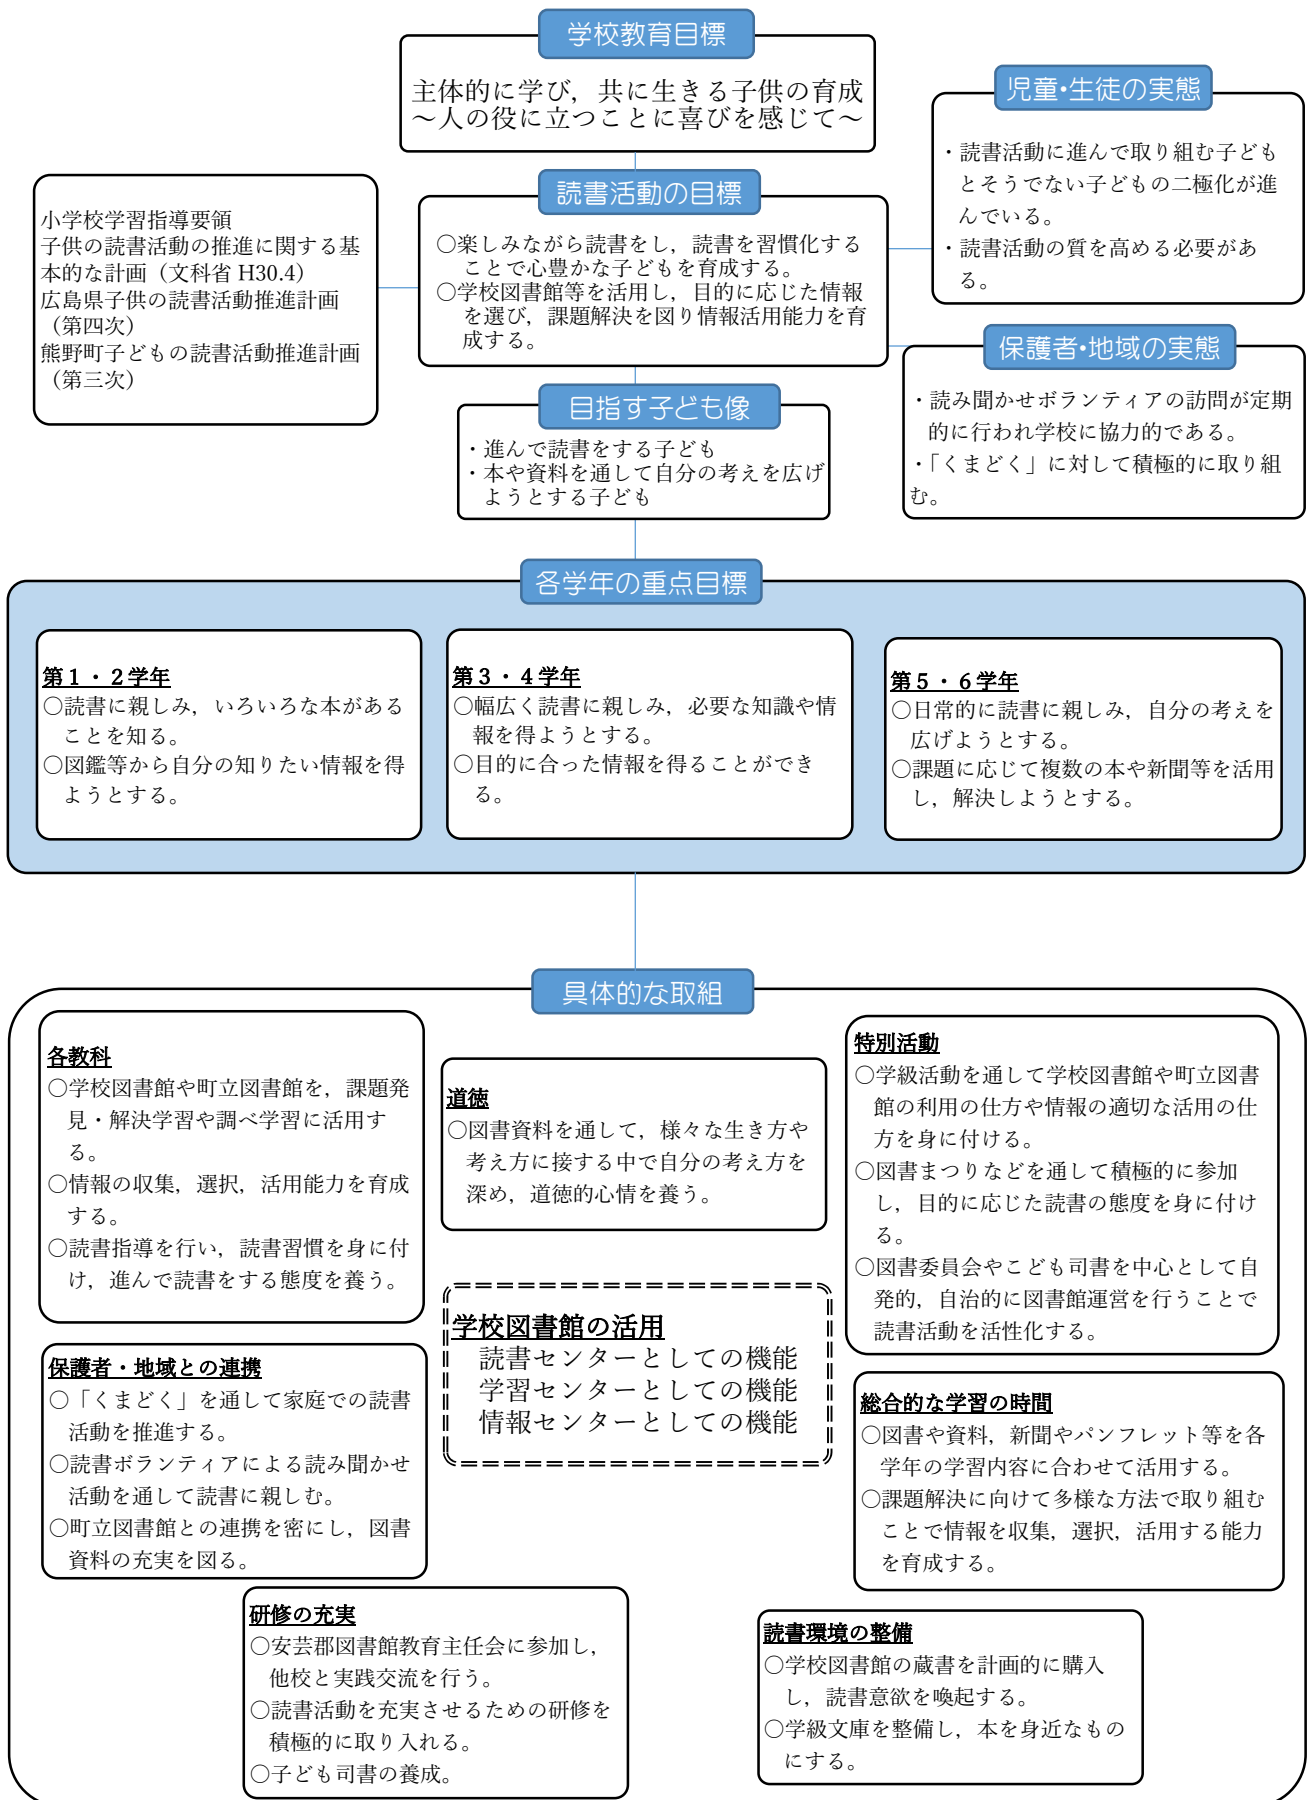 学校教育目標
主体的に学び，共に生きる子供の育成
～人の役に立つことに喜びを感じて～
児童・生徒の実態
・読書活動に進んで取り組む子ども
とそうでない子どもの二極化が進
んでいる。
・読書活動の質を高める必要があ
る。
読書活動の目標
○楽しみながら読書をし，読書を習慣化する
ことで心豊かな子どもを育成する。
○学校図書館等を活用し，目的に応じた情報
を選び，課題解決を図り情報活用能力を育
成する。
小学校学習指導要領
子供の読書活動の推進に関する基
本的な計画（文科省 H30.4）
広島県子供の読書活動推進計画
（第四次）
熊野町子どもの読書活動推進計画
（第三次）
保護者・地域の実態
・読み聞かせボランティアの訪問が定期
的に行われ学校に協力的である。
・「くまどく」に対して積極的に取り組
む。
目指す子ども像
・進んで読書をする子ども
・本や資料を通して自分の考えを広げ
ようとする子ども
各学年の重点目標
第１・２学年
○読書に親しみ，いろいろな本がある
ことを知る。
○図鑑等から自分の知りたい情報を得
ようとする。
第３・４学年
○幅広く読書に親しみ，必要な知識や情
報を得ようとする。
○目的に合った情報を得ることができ
る。
第５・６学年
○日常的に読書に親しみ，自分の考えを
広げようとする。
○課題に応じて複数の本や新聞等を活用
し，解決しようとする。
具体的な取組
各教科
○学校図書館や町立図書館を，課題発
見・解決学習や調べ学習に活用す
る。
○情報の収集，選択，活用能力を育成
する。
○読書指導を行い，読書習慣を身に付
け，進んで読書をする態度を養う。
道徳
○図書資料を通して，様々な生き方や
考え方に接する中で自分の考え方を
深め，道徳的心情を養う。
特別活動
○学級活動を通して学校図書館や町立図書
館の利用の仕方や情報の適切な活用の仕
方を身に付ける。
○図書まつりなどを通して積極的に参加
し，目的に応じた読書の態度を身に付け
る。
○図書委員会やこども司書を中心として自
発的，自治的に図書館運営を行うことで
読書活動を活性化する。
学校図書館の活用
読書センターとしての機能
学習センターとしての機能
情報センターとしての機能
保護者・地域との連携
○「くまどく」を通して家庭での読書
活動を推進する。
○読書ボランティアによる読み聞かせ
活動を通して読書に親しむ。
○町立図書館との連携を密にし，図書
資料の充実を図る。
総合的な学習の時間
○図書や資料，新聞やパンフレット等を各
学年の学習内容に合わせて活用する。
○課題解決に向けて多様な方法で取り組む
ことで情報を収集，選択，活用する能力
を育成する。
研修の充実
○安芸郡図書館教育主任会に参加し，
他校と実践交流を行う。
○読書活動を充実させるための研修を
積極的に取り入れる。
○子ども司書の養成。
読書環境の整備
○学校図書館の蔵書を計画的に購入
し，読書意欲を喚起する。
○学級文庫を整備し，本を身近なもの
にする。